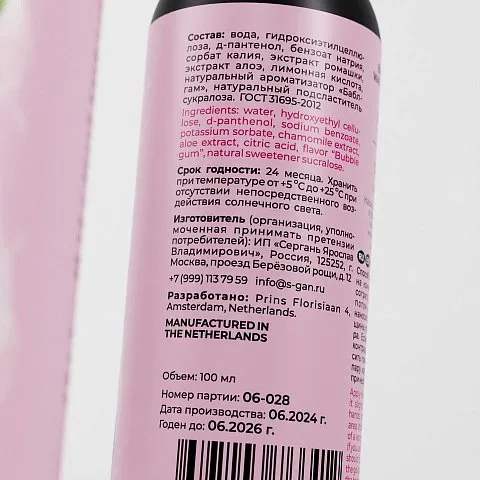 Состав: вода, гидроксиэтилцеллю-
лоза, д-пантенол, бензоат натрия,
сорбат калия, экстракт ромашки,
экстракт алоэ, лимонная кислота,
натуральный ароматизатор «Бабл-
гам», натуральный подсластитель
сукралоза. ГОСТ 31695-2012
Ingredients: water, hydroxyethyl cellu-
lose, d-panthenol, sodium benzoate,
potassium sorbate, chamomile extract,
aloe extract, citric acid, flavor "Bubble
gum", natural sweetener sucralose.
Срок годности: 24 месяца. Хранить
при температуре от +5 °C до +25 °C при
отсутствии непосредственного воз-
действия солнечного света.
Изготовитель (организация, уполно-
моченная принимать претензии
потребителей): ИП «Сергань Ярослав
Владимирович», Россия, 125252, г.
Москва, проезд Берёзовой рощи, д.12
+7 (999) 113 79 59 info@s-gan.ru
Разработано: Prins Florisiaan 4,
Amsterdam, Netherlands.
MANUFACTURED IN
THE NETHERLANDS
Объем: 100 мл
Номер партии: 06-028
Дата производства: 06.2024 г.
Годен до: 06.2026 г.